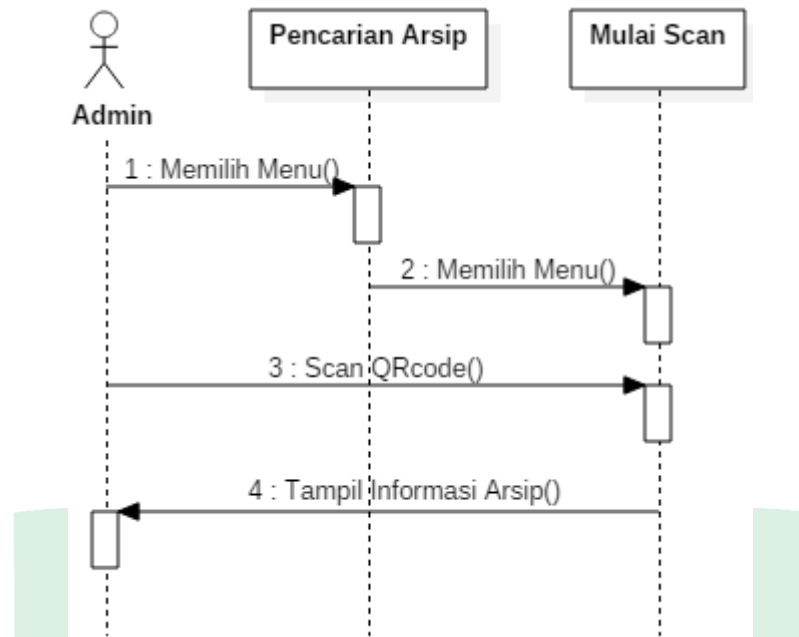 Pencarian Arsip
Mulai Scan
Admin
1 : Memilih Menu()
2 : Memilih Menu()
3 : Scan QRcode()
4 : Tampil Informasi Arsip()